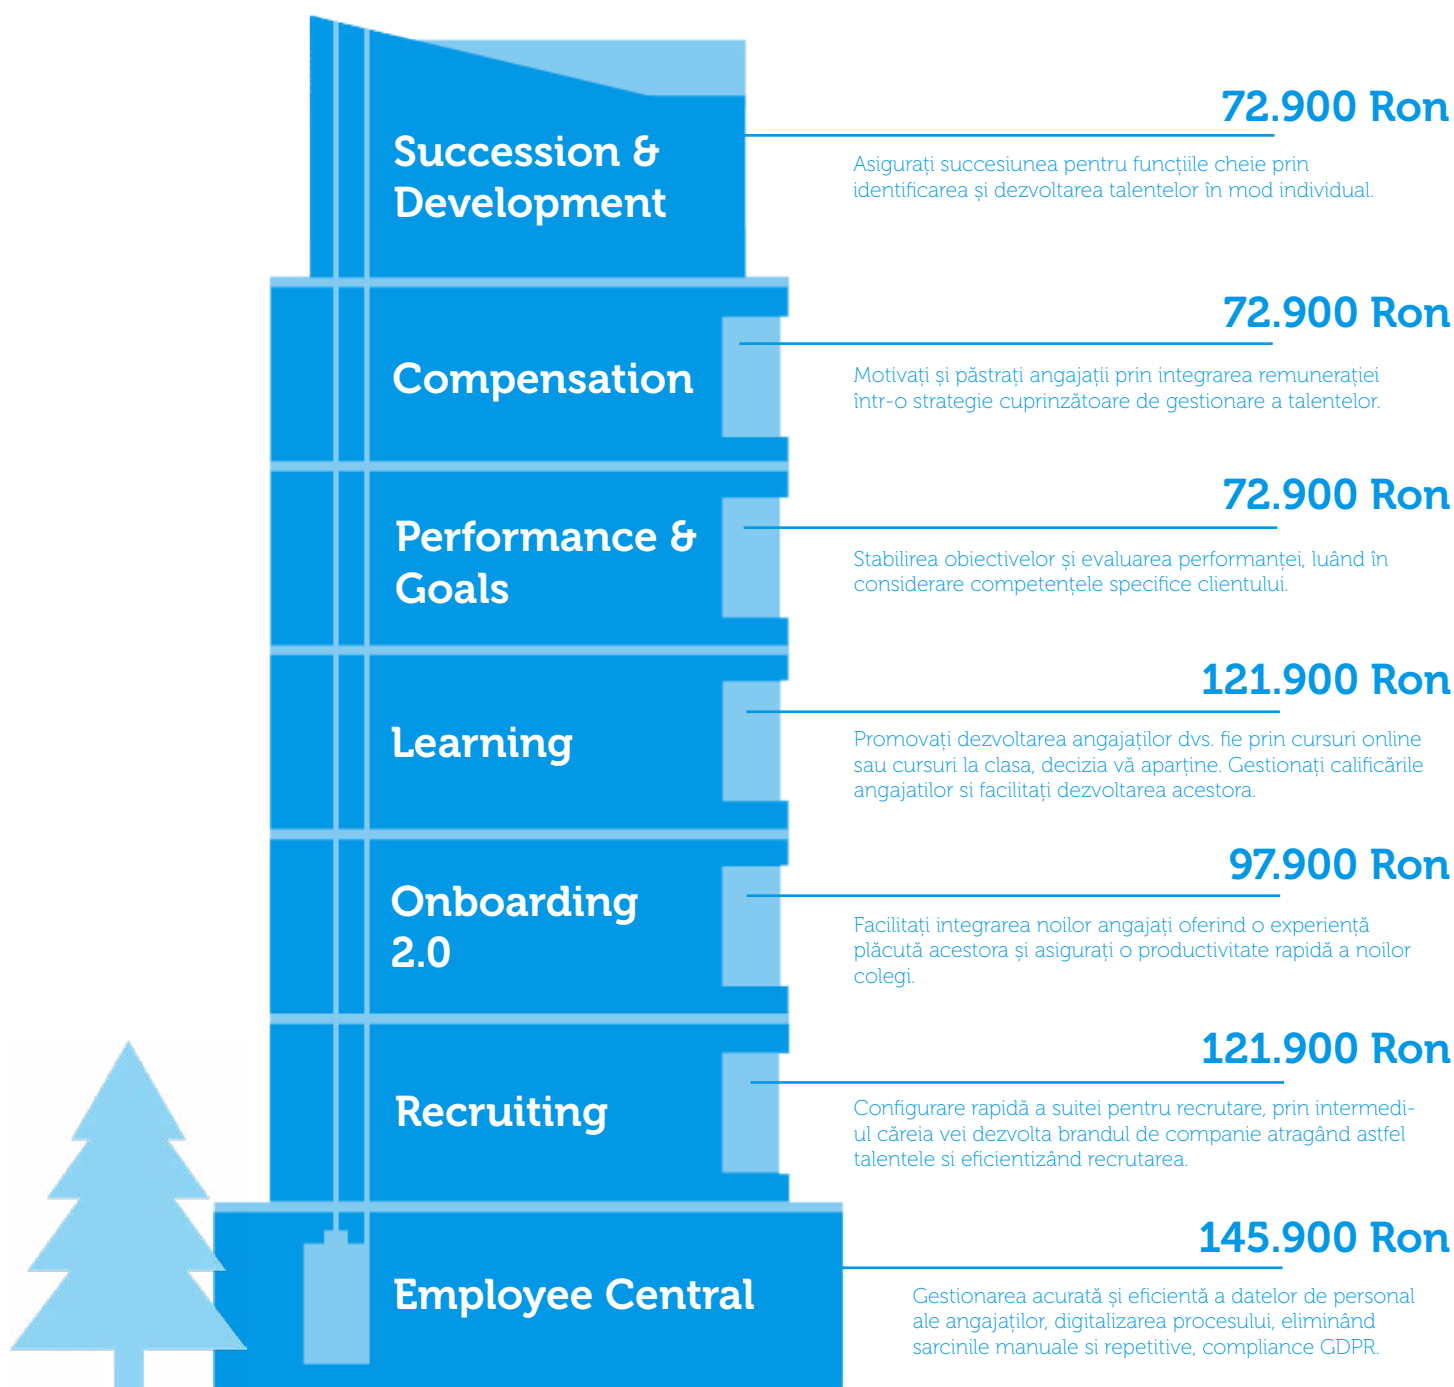 Succession &
Development
72.900 Ron
Asigurați succesiunea pentru funcțiile cheie prin
identificarea și dezvoltarea talentelor în mod individual.
Compensation
72.900 Ron
Motivați și păstrați angajații prin integrarea remunerației
într-o strategie cuprinzătoare de gestionare a talentelor.
Performance &
Goals
72.900 Ron
Stabilirea obiectivelor și evaluarea performanței, luând în
considerare competențele specifice clientului.
Learning
121.900 Ron
Promovați dezvoltarea angajaților dvs. fie prin cursuri online
sau cursuri la clasa, decizia vă aparține. Gestionați calificările
angajatilor si facilitați dezvoltarea acestora.
Onboarding
2.0
97.900 Ron
Facilitați integrarea noilor angajați oferind o experiență
plăcută acestora și asigurați o productivitate rapidă a noilor
colegi.
Recruiting
121.900 Ron
Configurare rapidă a suitei pentru recrutare, prin intermedi-
ul căreia vei dezvolta brandul de companie atragând astfel
talentele si eficientizând recrutarea.
Employee Central
145.900 Ron
Gestionarea acurată și eficientă a datelor de personal
ale angajaților, digitalizarea procesului, eliminând
sarcinile manuale si repetitive, compliance GDPR.